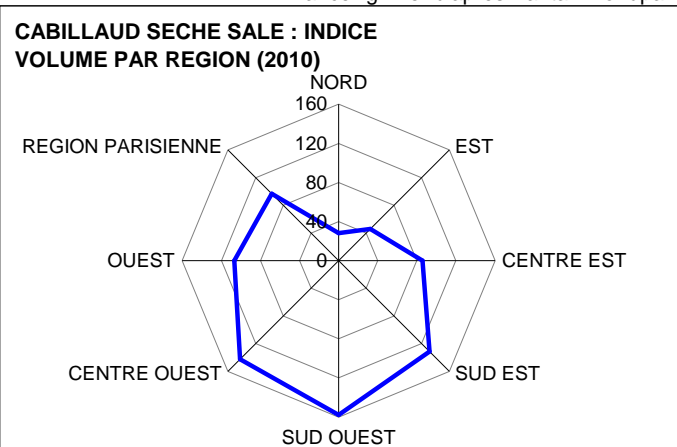 CABILLAUD SECHE SALE : INDICE
VOLUME PAR REGION (2010)
NORD
160
REGION PARISIENNE
120
EST
80
40
OUEST
0
CENTRE EST
CENTRE OUEST
SUD EST
SUD OUEST